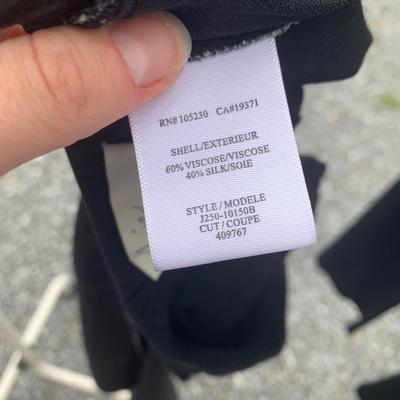 RN# 105230 CA#19371
SHELL/EXTERIEUR
60% VISCOSE/VISCOSE
40% SILK/SOIE
STYLE / MODELE
J250-10150B
CUT / COUPE
409767